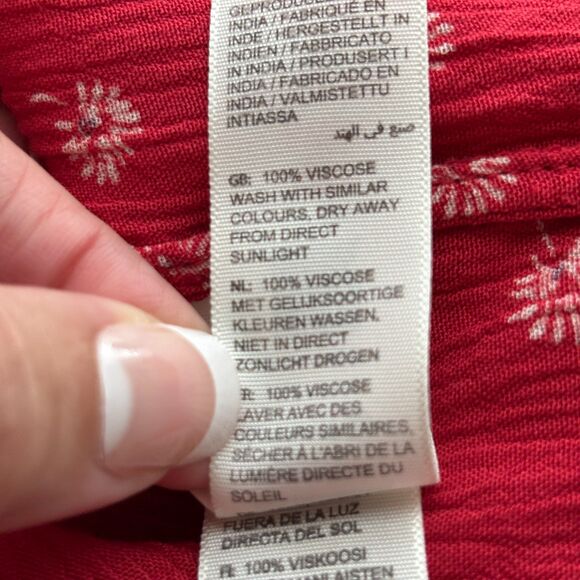 INDIA / FABRIQUÉ EN
INDE / HERGESTELLT IN
INDIEN / FABBRICATO
IN INDIA / PRODUSERT I
INDIA / FABRICADO EN
INDIA / VALMISTETTU
INTIASSA
صنع في الهند
GB: 100% VISCOSE
WASH WITH SIMILAR
COLOURS. DRY AWAY
FROM DIRECT
SUNLIGHT
NL: 100% VISCOSE
MET GELIJKSOORTIGE
KLEUREN WASSEN.
NIET IN DIRECT
ZONLICHT DROGEN
R: 100% VISCOSE
LAVER AVEC DES
COULEURS SIMILAIRES,
SÉCHER À L'ABRI DE LA
LUMIÈRE DIRECTE DU
SOLEIL
FUERA DE LA LUZ
DIRECTA DEL SOL
FI: 100% VISKOOSI